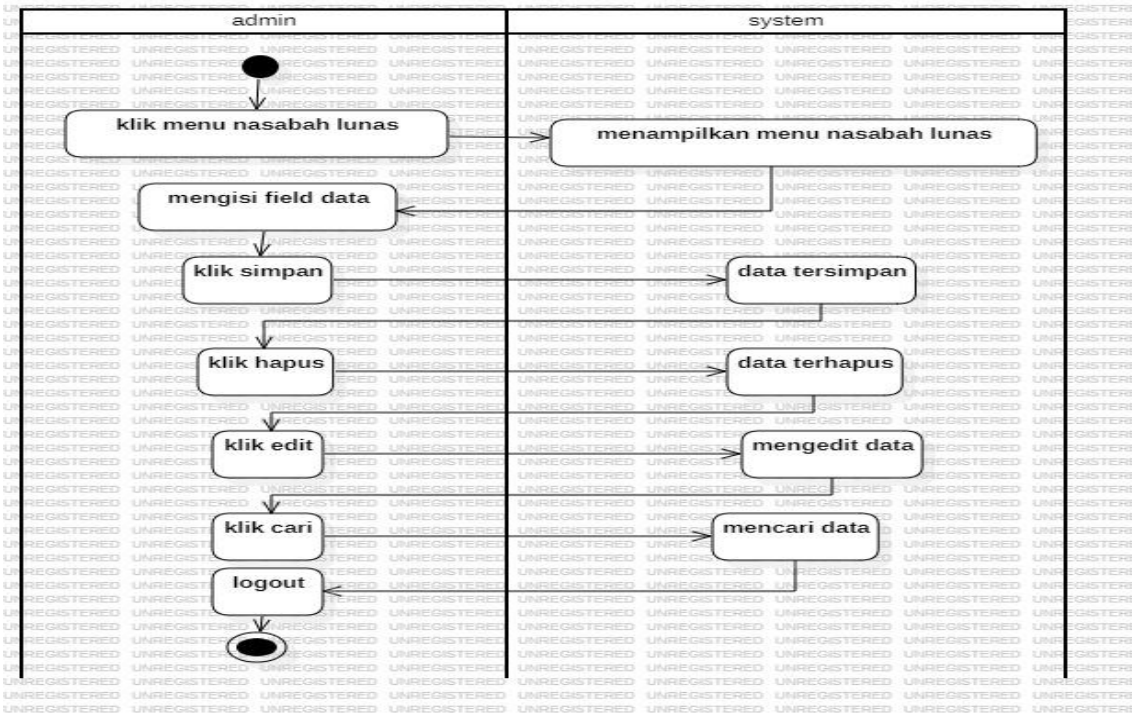 admin system
klik menu nasabah lunas
menampilkan menu nasabah lunas
mengisi field data
klik simpan
data tersimpan
klik hapus
data terhapus
klik edit
mengedit data
klik cari
mencari data
logout
UNREGISTERED